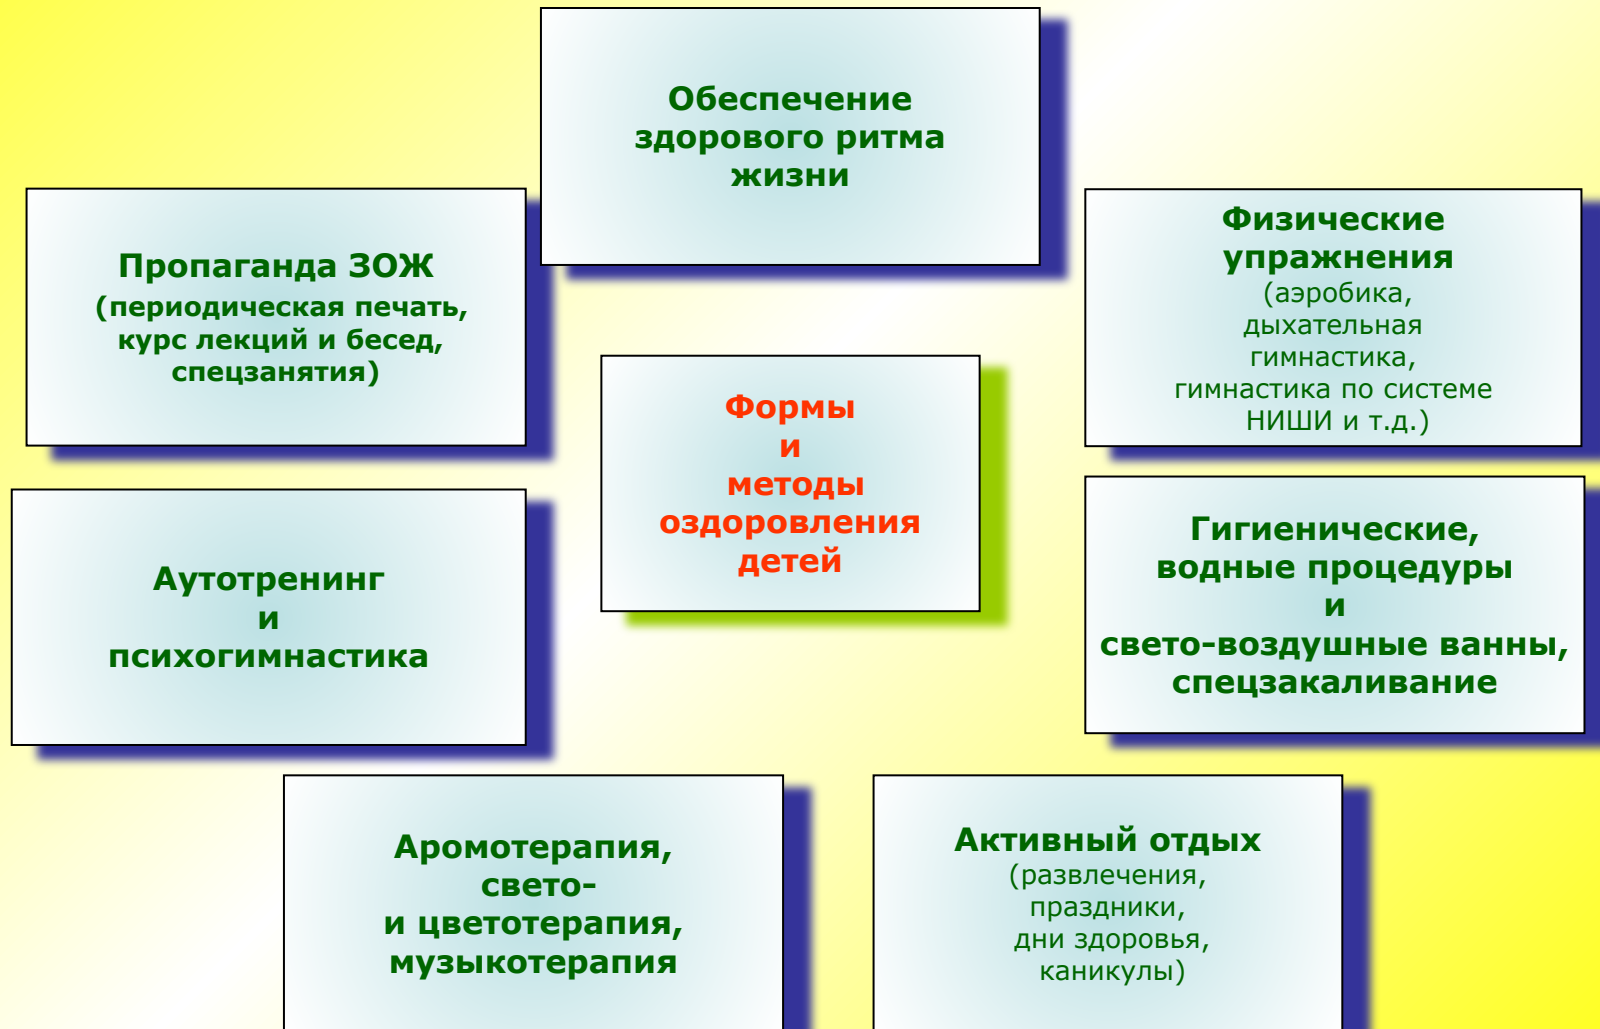 Обеспечение
здорового ритма
жизни
Пропаганда ЗОЖ
(периодическая печать,
курс лекций и бесед,
спецзанятия)
Физические
упражнения
(аэробика,
дыхательная
гимнастика,
гимнастика по системе
НИШИ и т.д.)
Формы
и
методы
оздоровления
детей
Аутотренинг
и
психогимнастика
Гигиенические,
водные процедуры
и
свето-воздушные ванны,
спецзакаливание
Аромотерапия,
свето-
и цветотерапия,
музыкотерапия
Активный отдых
(развлечения,
праздники,
дни здоровья,
каникулы)